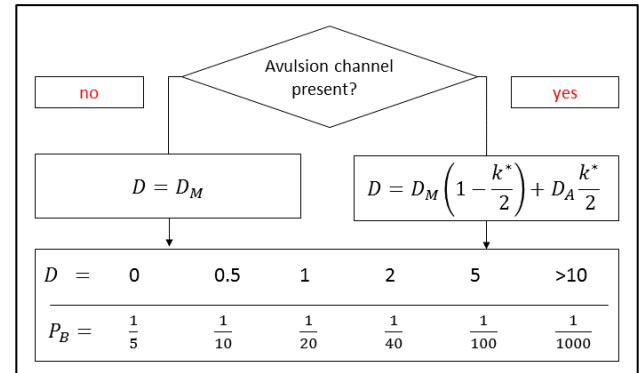 Avulsion channel
present?
no
yes
D = D_M
D = D_M(1 − k*/2) + D_A k*/2
D = 0 0.5 1 2 5 >10
P_B = 1/5 1/10 1/20 1/40 1/100 1/1000